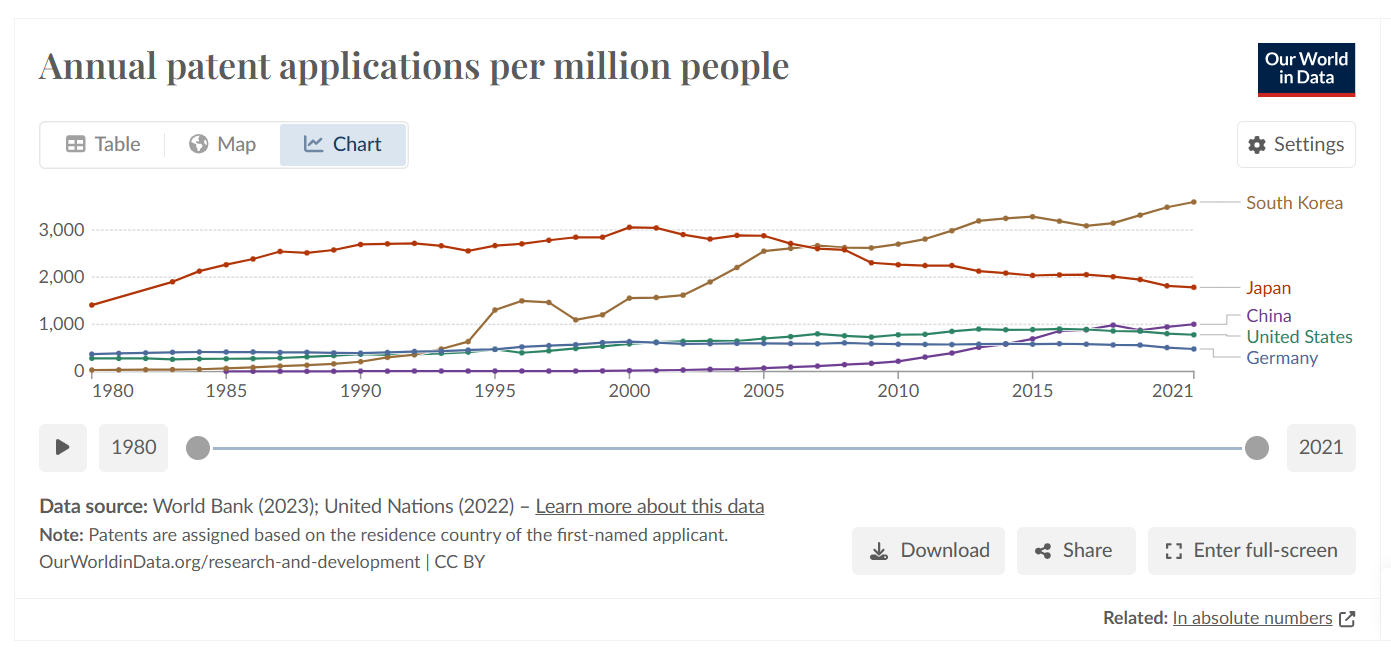 Annual patent applications per million people
Our World
in Data
Table
Map
Chart
Settings
3,000
2,000
1,000
0
South Korea
Japan
China
United States
Germany
1980
1985
1990
1995
2000
2005
2010
2015
2021
1980
2021
Data source: World Bank (2023); United Nations (2022) – Learn more about this data
Note: Patents are assigned based on the residence country of the first-named applicant.
OurWorldinData.org/research-and-development | CC BY
Download
Share
Enter full-screen
Related: In absolute numbers